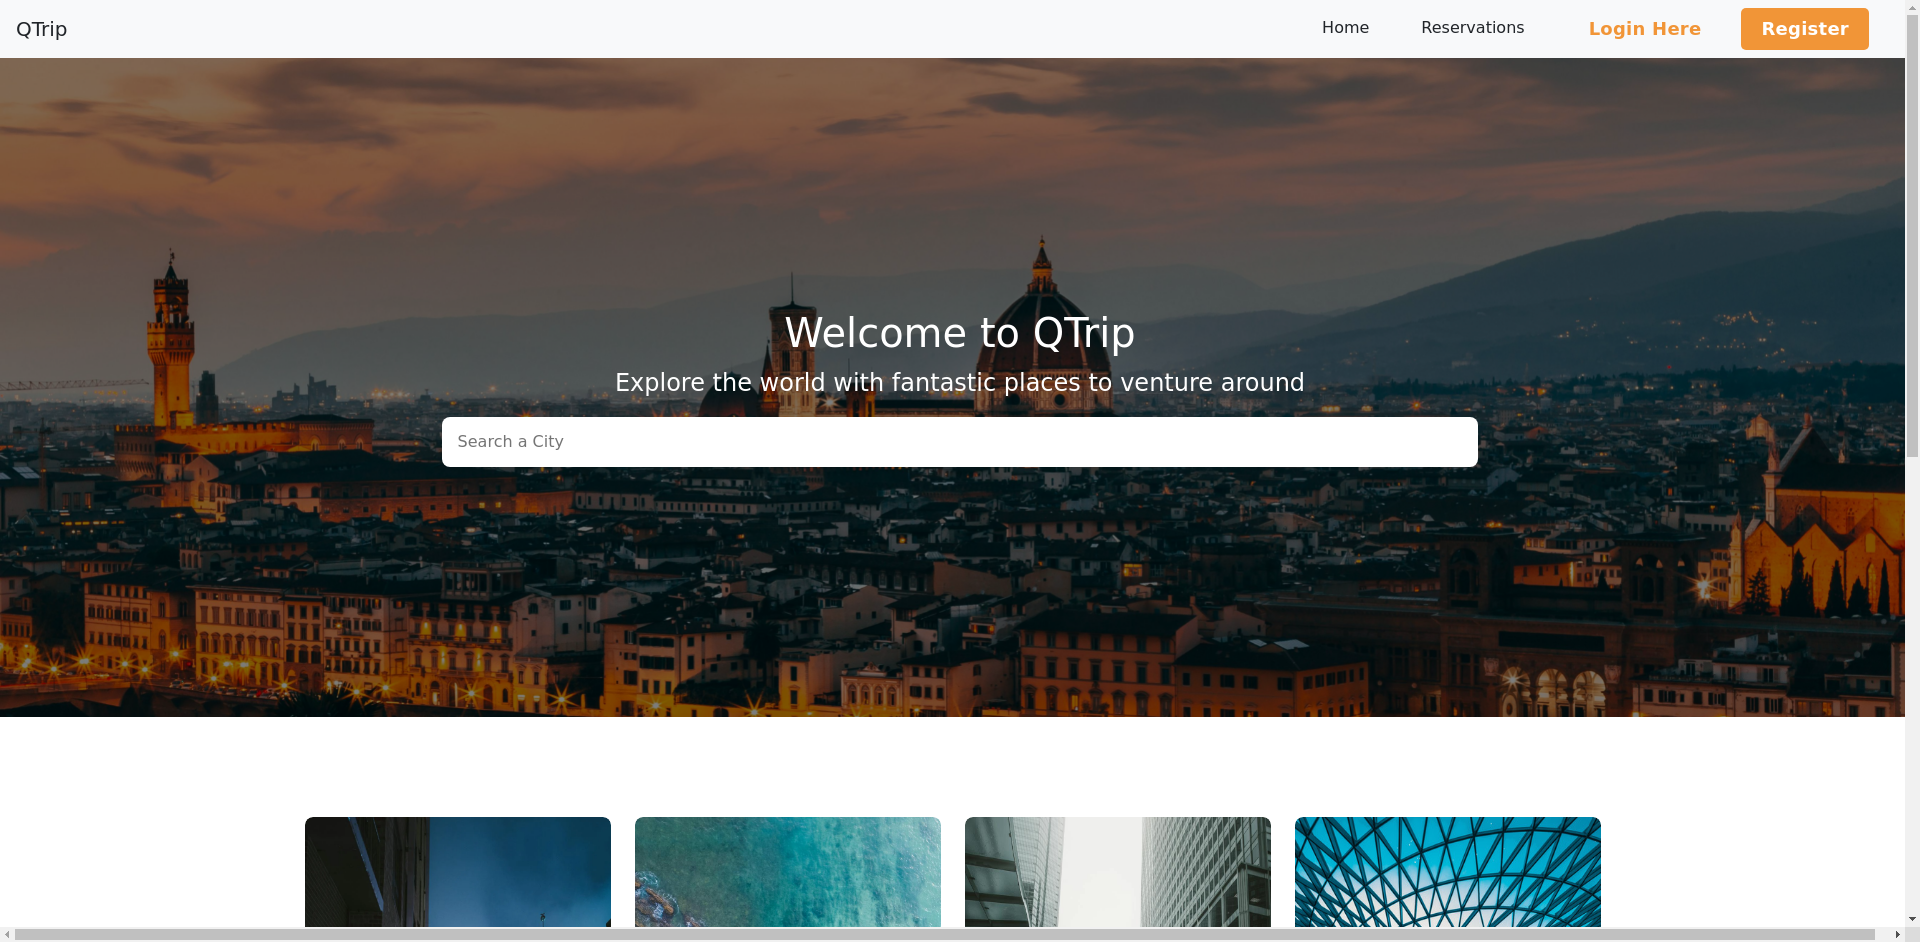 QTrip
Home
Reservations
Login Here
Register
Welcome to QTrip
Explore the world with fantastic places to venture around
Search a City